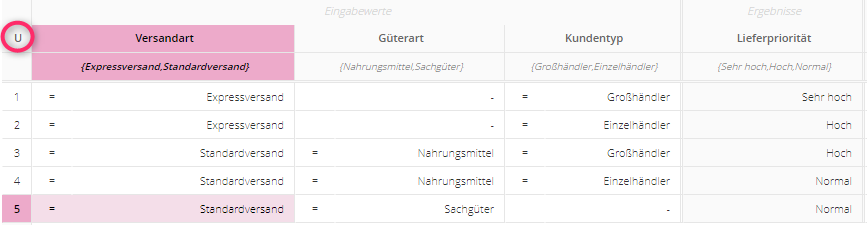 Eingabewerte Ergebnisse
U Versandart Güterart Kundentyp Lieferpriorität
{Expressversand,Standardversand} {Nahrungsmittel,Sachgüter} {Großhändler,Einzelhändler} {Sehr hoch,Hoch,Normal}
1 = Expressversand - = Großhändler Sehr hoch
2 = Expressversand - = Einzelhändler Hoch
3 = Standardversand = Nahrungsmittel = Großhändler Hoch
4 = Standardversand = Nahrungsmittel = Einzelhändler Normal
5 = Standardversand = Sachgüter - Normal